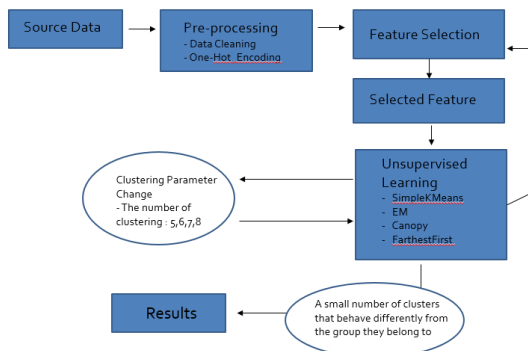 Source Data
Pre-processing
- Data Cleaning
- One-Hot Encoding
Feature Selection
Selected Feature
Unsupervised
Learning
- SimpleKMeans
- EM
- Canopy
- FarthestFirst
Clustering Parameter
Change
- The number of
clustering : 5,6,7,8
A small number of clusters
that behave differently from
the group they belong to
Results